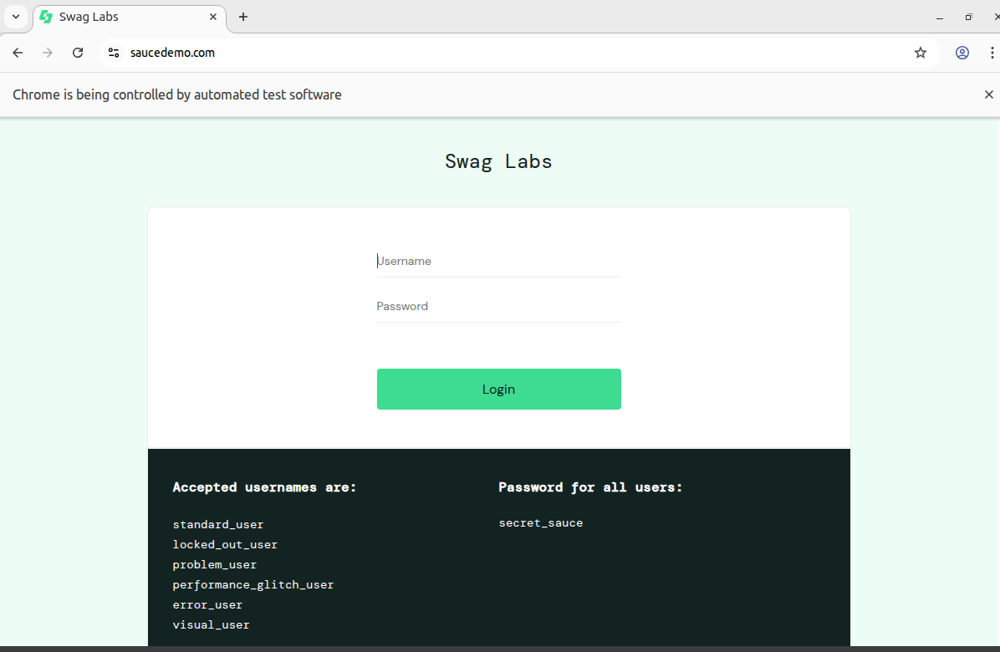 Swag Labs
saucedemo.com
Chrome is being controlled by automated test software
Swag Labs
Username
Password
Login
Accepted usernames are:
standard_user
locked_out_user
problem_user
performance_glitch_user
error_user
visual_user
Password for all users:
secret_sauce